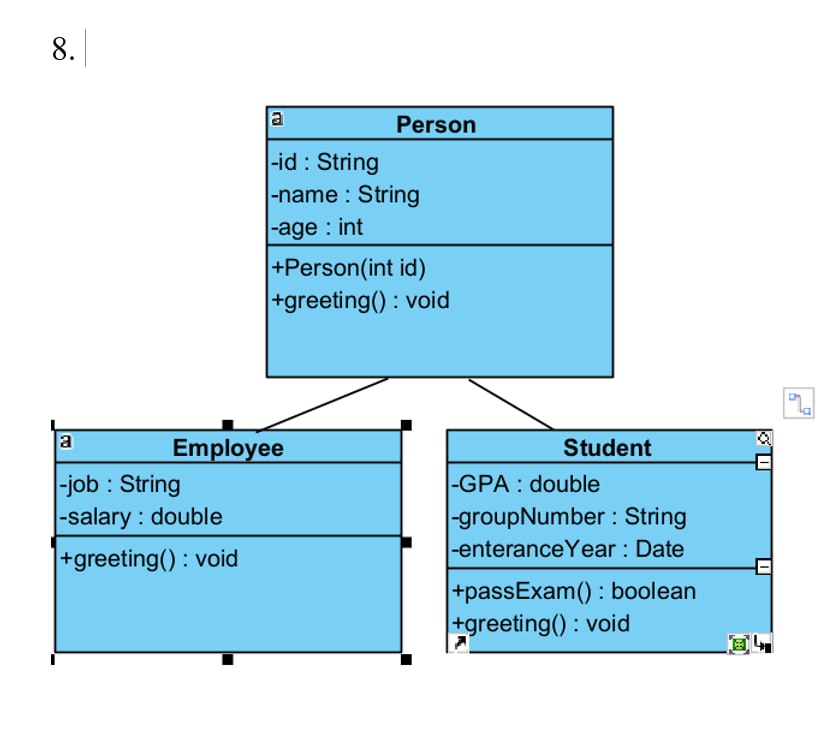 8.
a
Person
-id : String
-name : String
-age : int
+Person(int id)
+greeting() : void
a
Employee
-job : String
-salary : double
+greeting() : void
Student
-GPA : double
-groupNumber : String
-enteranceYear : Date
+passExam() : boolean
+greeting() : void